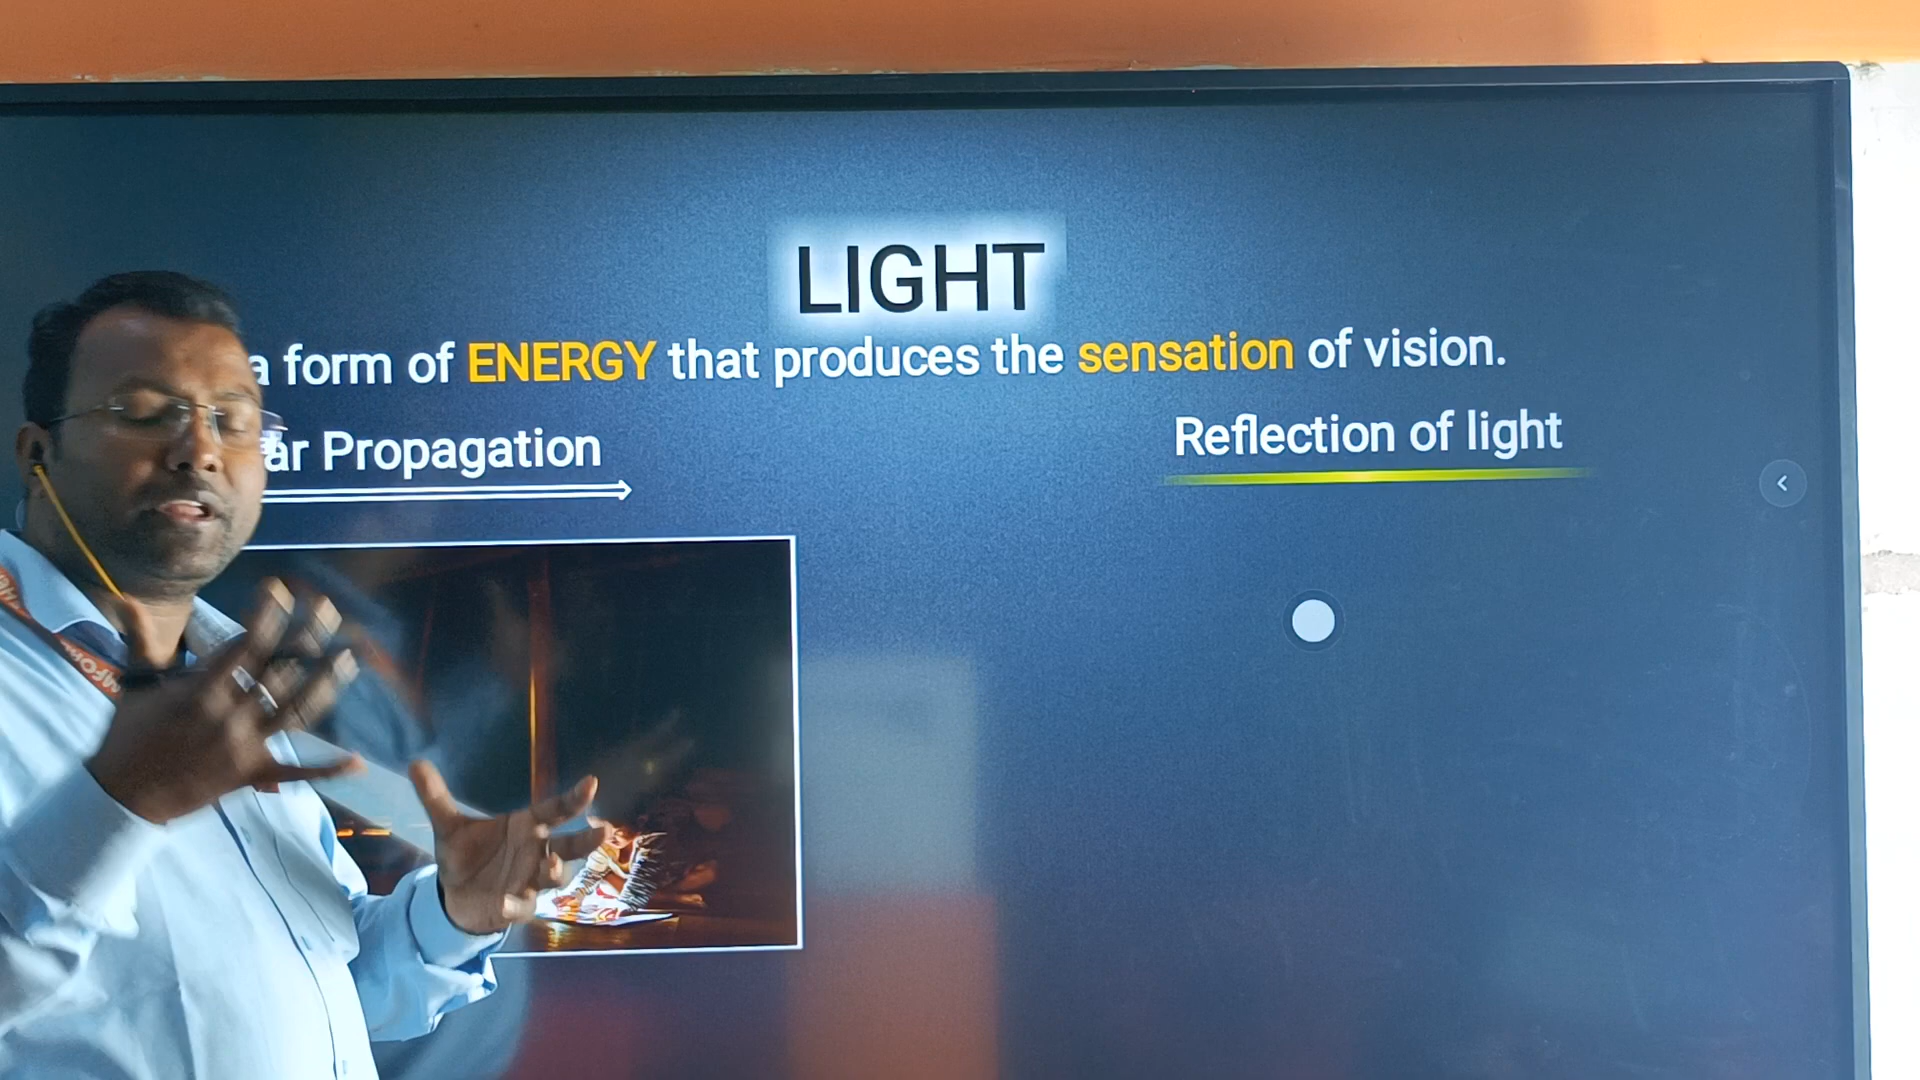 LIGHT
a form of ENERGY that produces the sensation of vision.
ar Propagation
Reflection of light